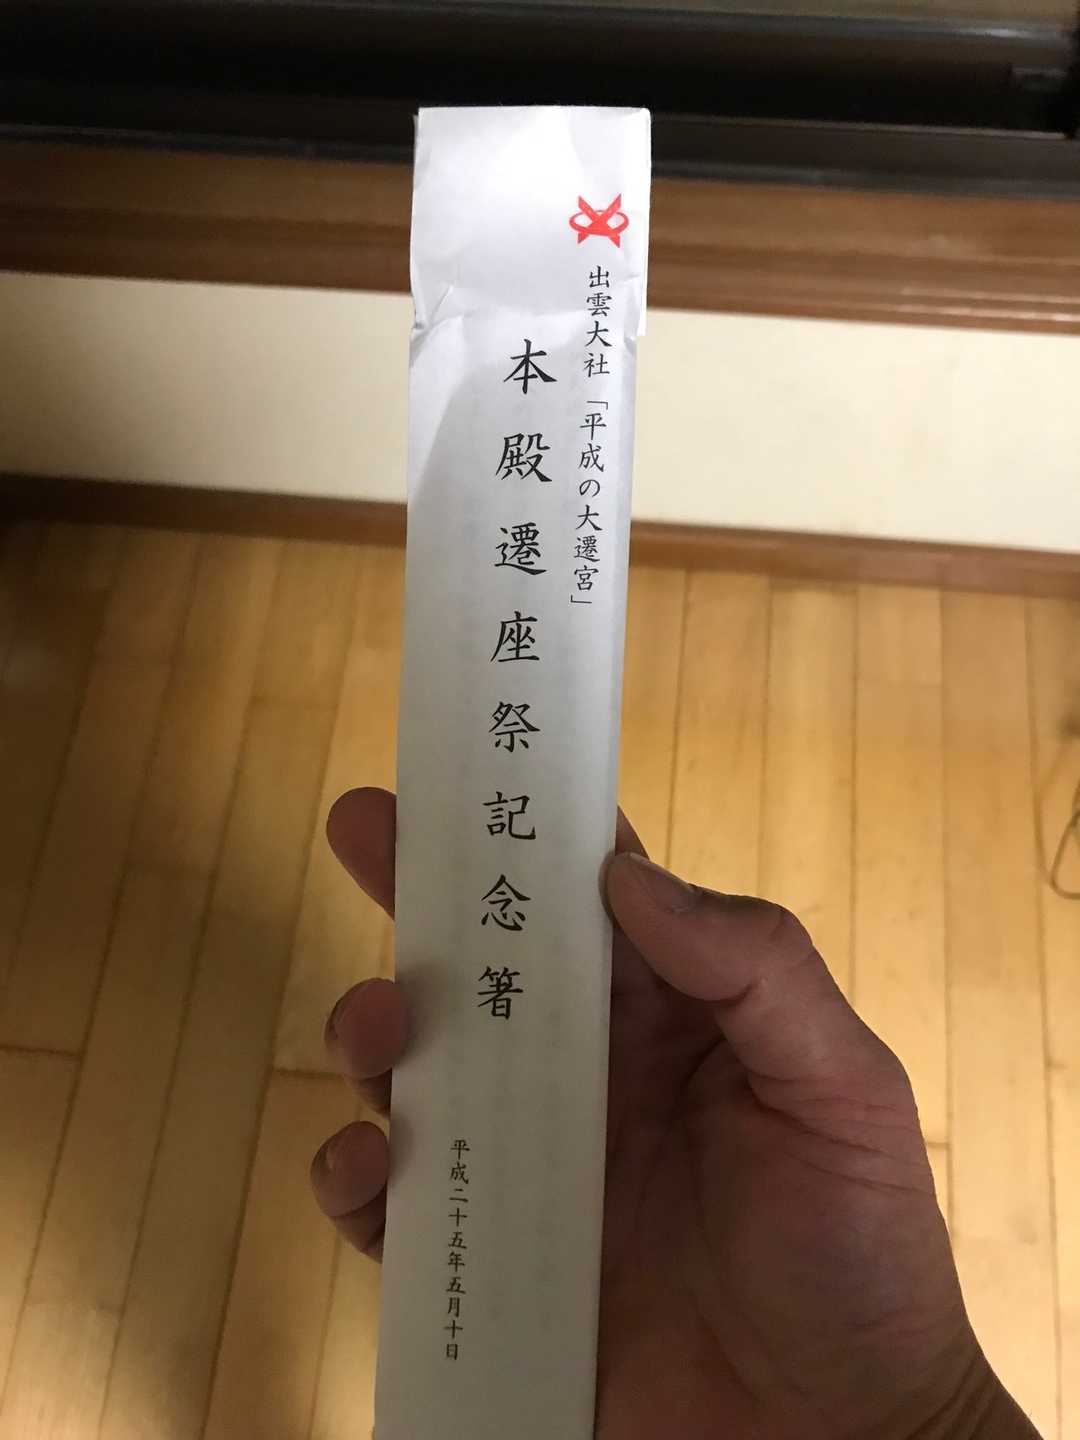 出雲大社「平成の大遷宮」
本殿遷座祭記念箸
平成二十五年五月十日